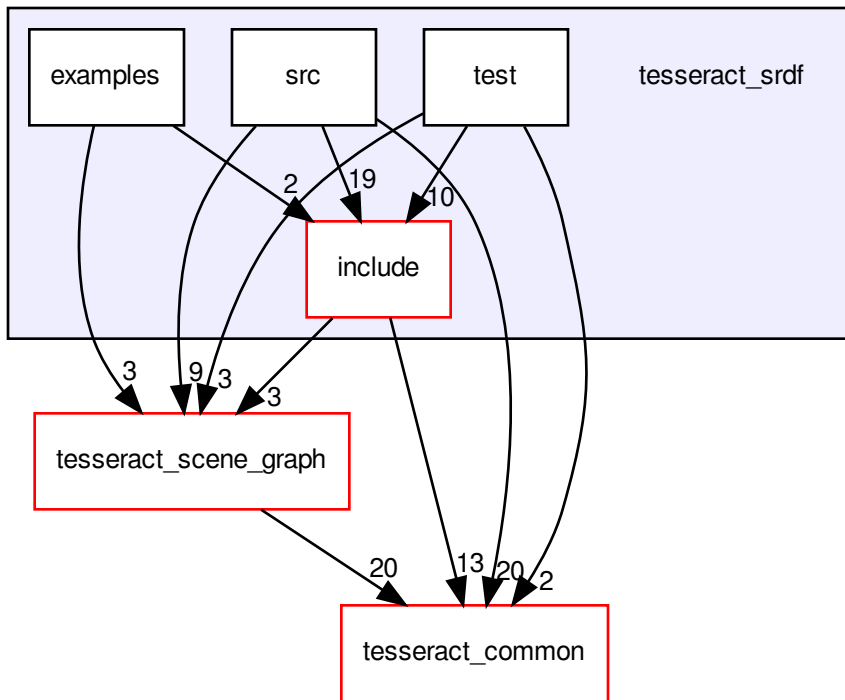 examples
src
test
tesseract_srdf
2
19
10
include
3
9
3
3
tesseract_scene_graph
20
13
20
2
tesseract_common